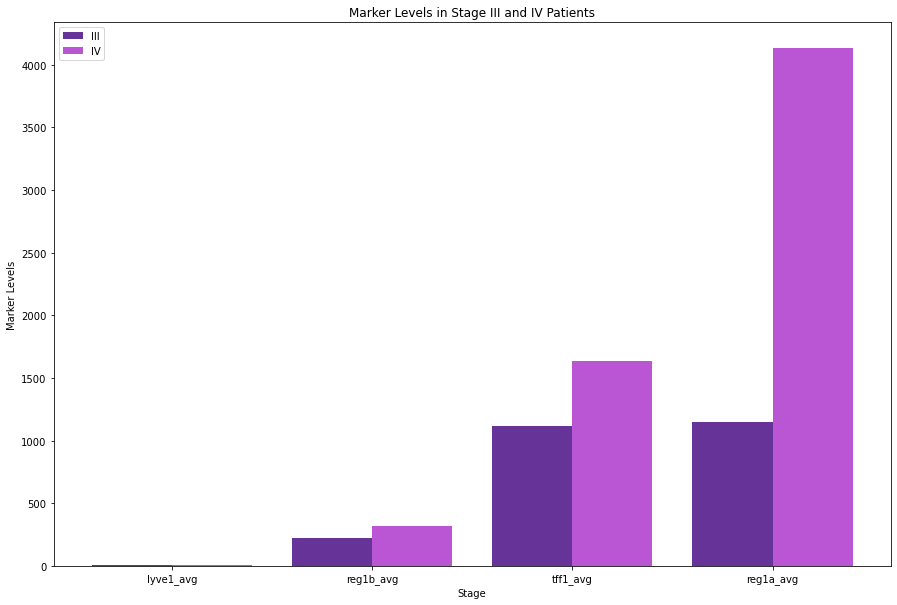 Marker Levels in Stage III and IV Patients
III
IV
4000
3500
3000
2500
2000
1500
1000
500
0
Marker Levels
lyve1_avg reg1b_avg tff1_avg reg1a_avg
Stage